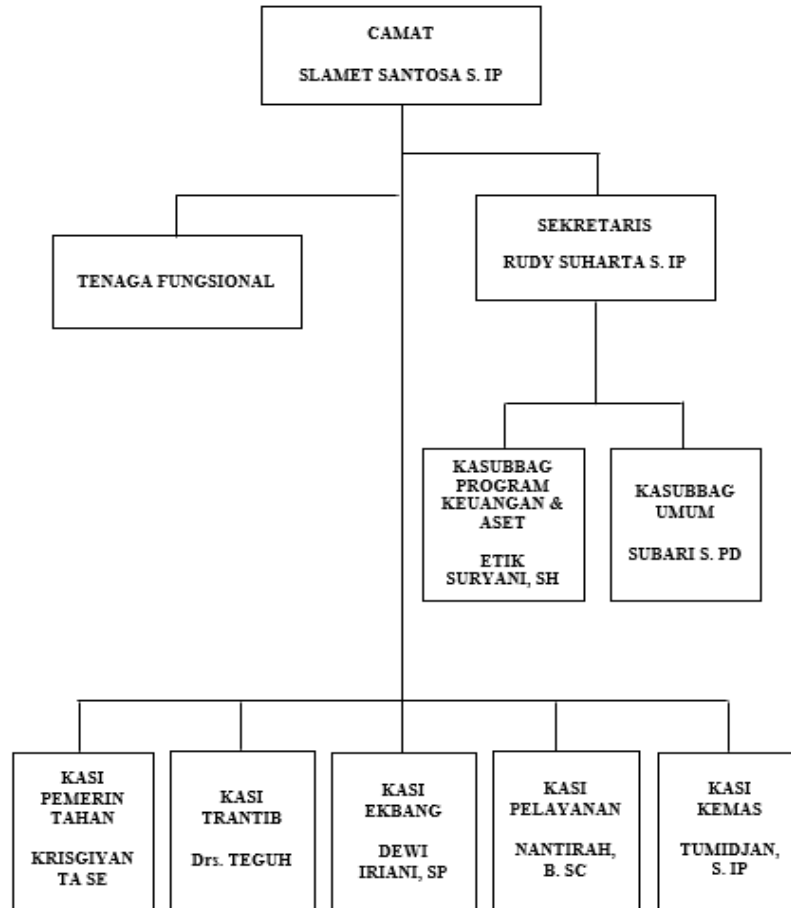 CAMAT
SLAMET SANTOSA S. IP
SEKRETARIS
RUDY SUHARTA S. IP
TENAGA FUNGSIONAL
KASUBBAG
PROGRAM
KEUANGAN &
ASET
ETIK
SURYANI, SH
KASUBBAG
UMUM
SUBARI S. PD
KASI
PEMERIN
TAHAN
KRISGIYAN
TA SE
KASI
TRANTIB
Drs. TEGUH
KASI
EKBANG
DEWI
IRIANI, SP
KASI
PELAYANAN
NANTIRAH,
B. SC
KASI
KEMAS
TUMIDJAN,
S. IP